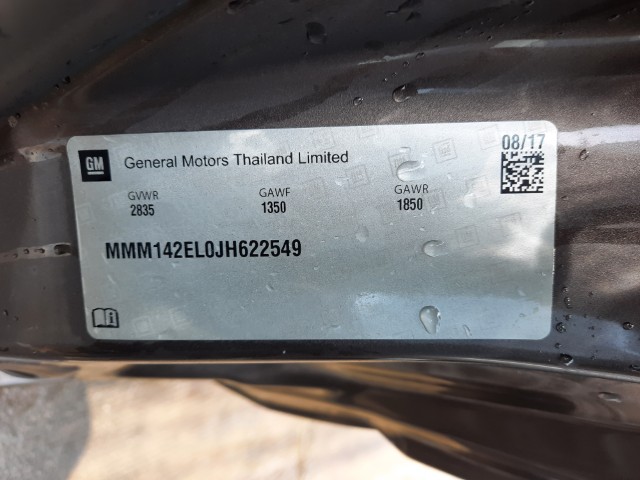 GM General Motors Thailand Limited 08/17
GVWR GAWF GAWR
2835 1350 1850
MMM142EL0JH622549